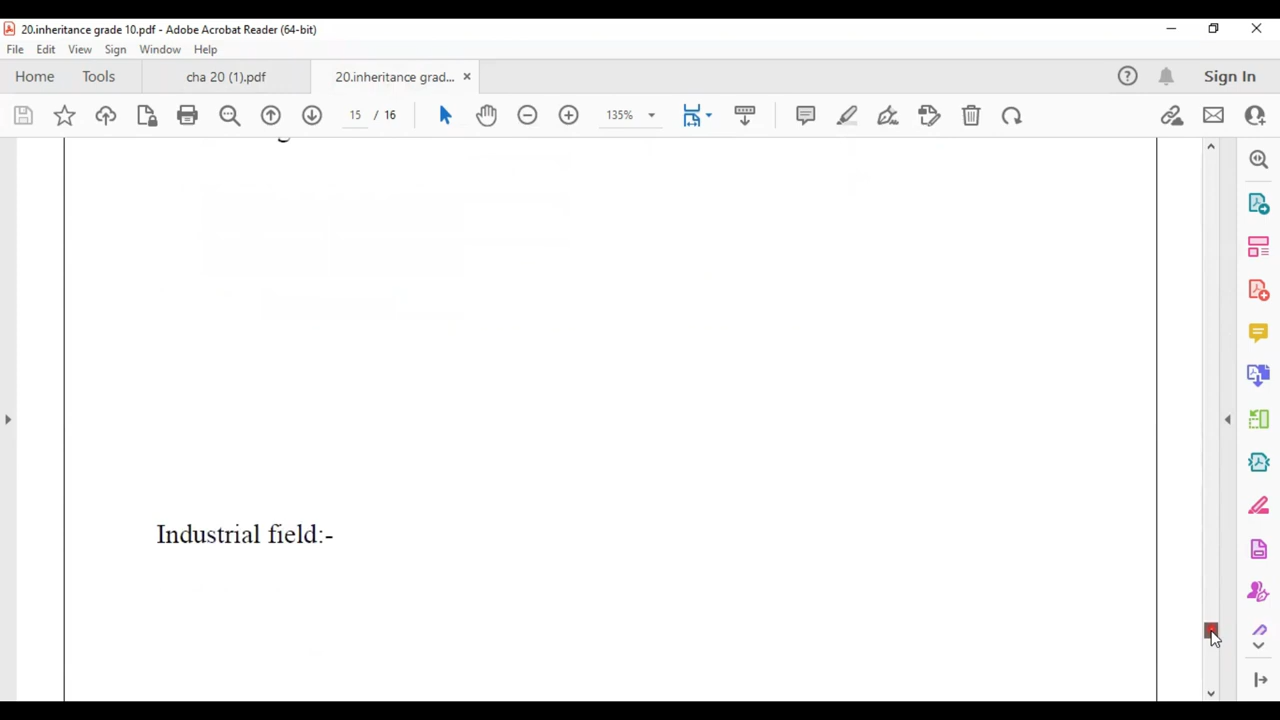 20.inheritance grade 10.pdf - Adobe Acrobat Reader (64-bit)
File Edit View Sign Window Help
Home Tools cha 20 (1).pdf 20.inheritance grad... Sign In
15 / 16 135%
Industrial field:-